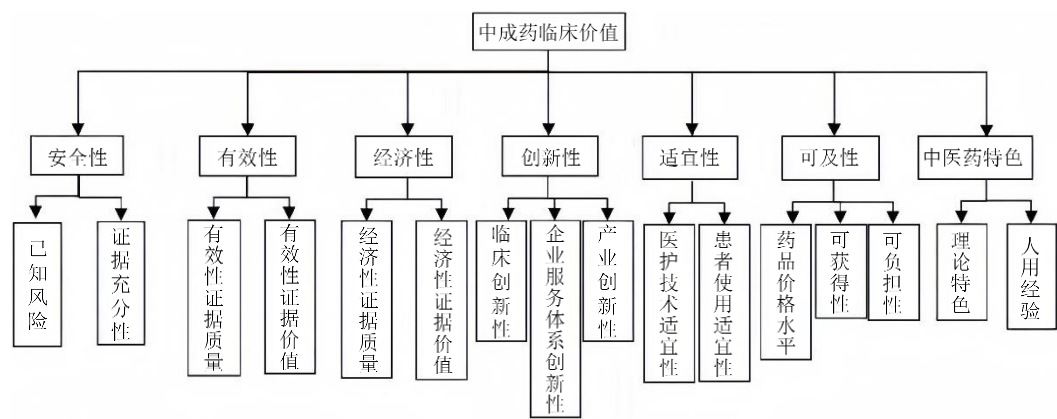 中成药临床价值
安全性
有效性
经济性
创新性
适宜性
可及性
中医药特色
已知风险
证据充分性
有效性证据质量
有效性证据价值
经济性证据质量
经济性证据价值
临床创新性
企业服务体系创新性
产业创新性
医护技术适宜性
患者使用适宜性
药品价格水平
可获得性
可负担性
理论特色
人用经验